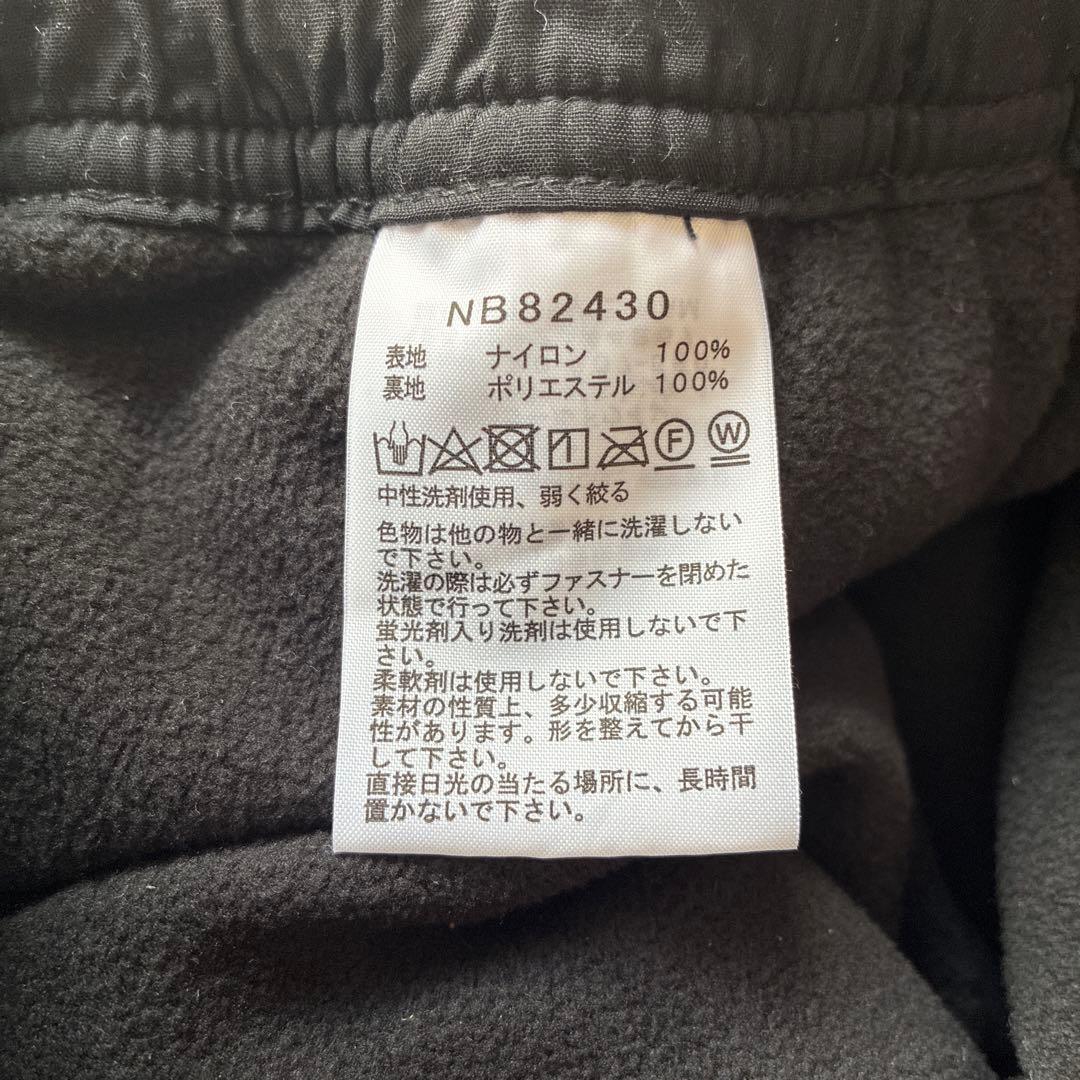 NB82430
表地 ナイロン 100%
裏地 ポリエステル 100%
F W
中性洗剤使用、弱く絞る
色物は他の物と一緒に洗濯しない
で下さい。
洗濯の際は必ずファスナーを閉めた
状態で行って下さい。
蛍光剤入り洗剤は使用しないで下
さい。
柔軟剤は使用しないで下さい。
素材の性質上、多少収縮する可能
性があります。形を整えてから干
して下さい。
直接日光の当たる場所に、長時間
置かないで下さい。